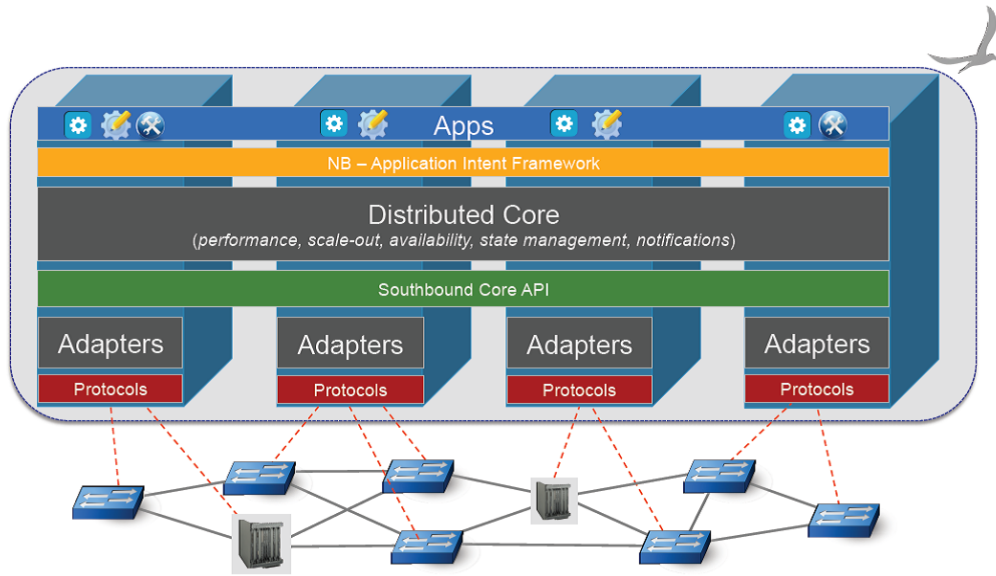 Apps
NB – Application Intent Framework
Distributed Core
(performance, scale-out, availability, state management, notifications)
Southbound Core API
Adapters
Adapters
Adapters
Adapters
Protocols
Protocols
Protocols
Protocols